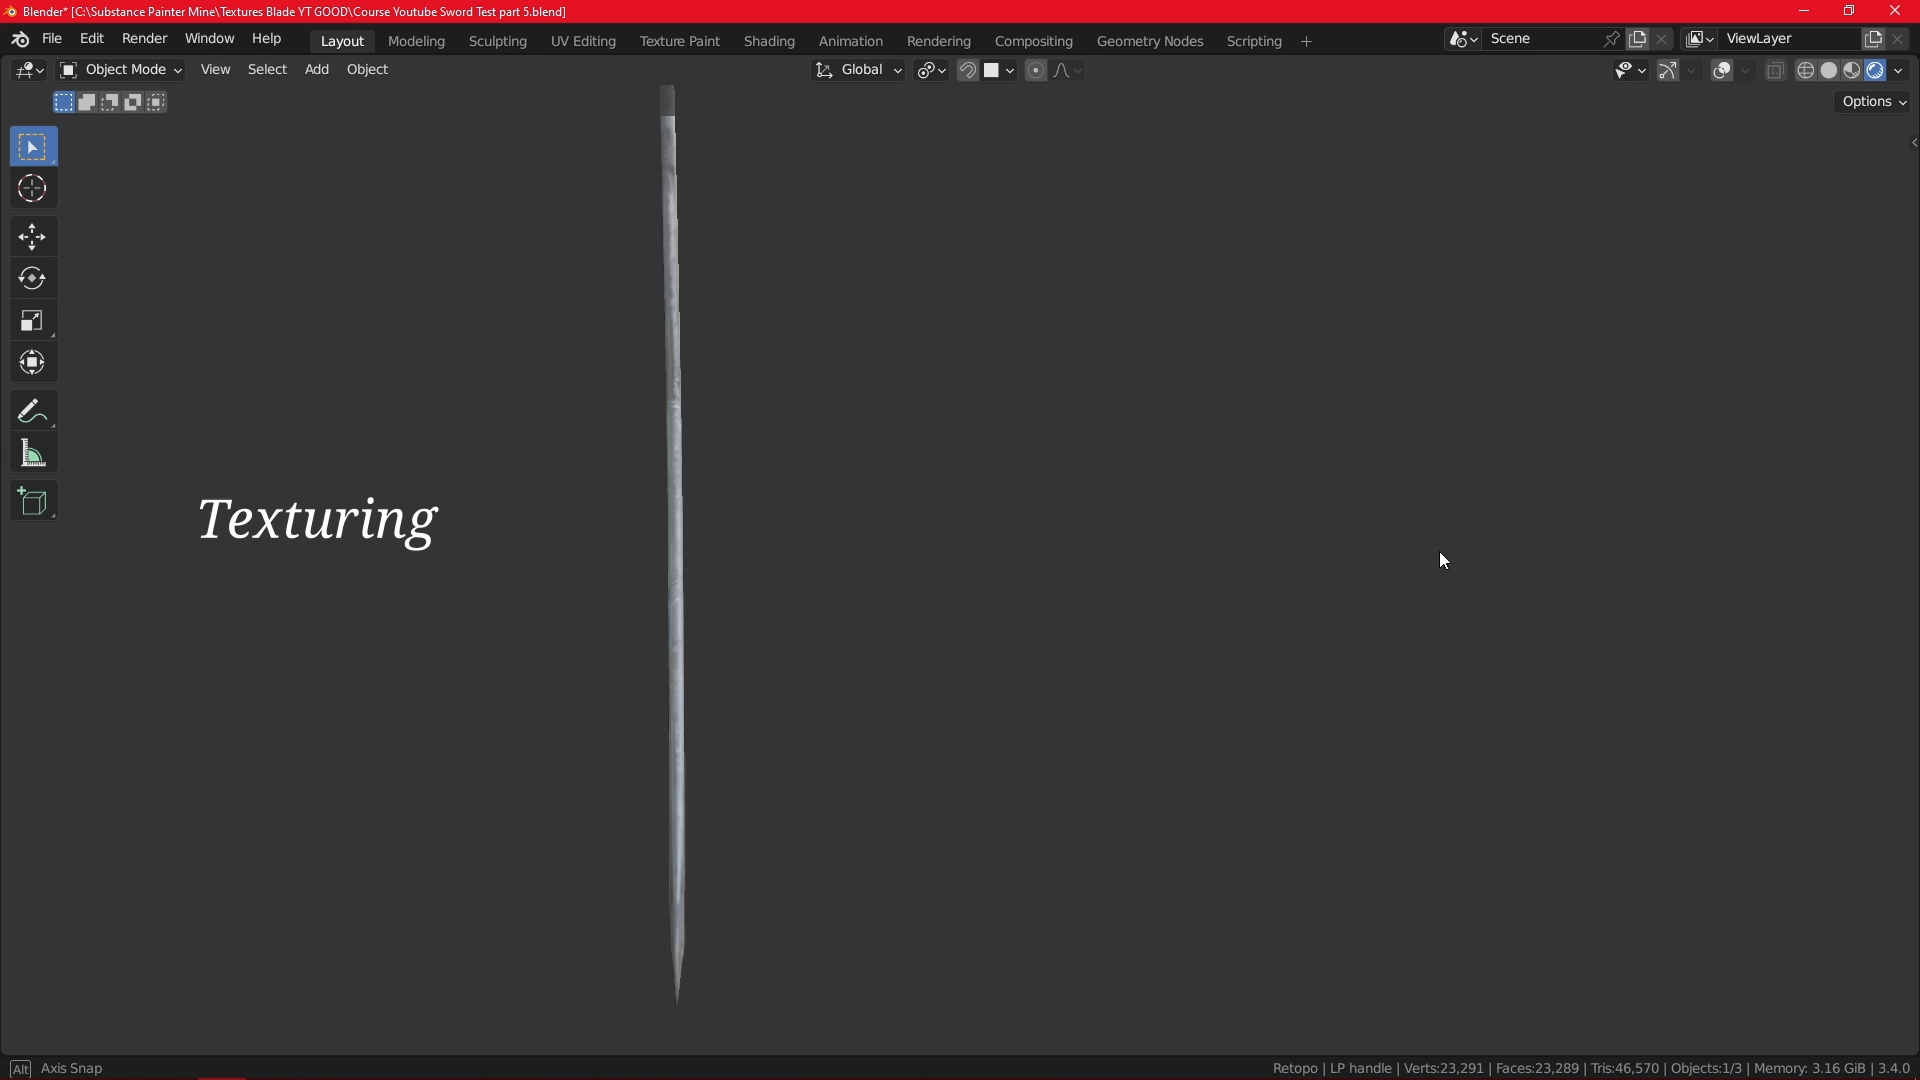 Blender* [C:\Substance Painter Mine\Textures Blade YT GOOD\Course Youtube Sword Test part 5.blend]
File Edit Render Window Help Layout Modeling Sculpting UV Editing Texture Paint Shading Animation Rendering Compositing Geometry Nodes Scripting + Scene ViewLayer
Object Mode View Select Add Object Global
Options
Texturing
Alt Axis Snap Retopo | LP handle | Verts:23,291 | Faces:23,289 | Tris:46,570 | Objects:1/3 | Memory: 3.16 GiB | 3.4.0